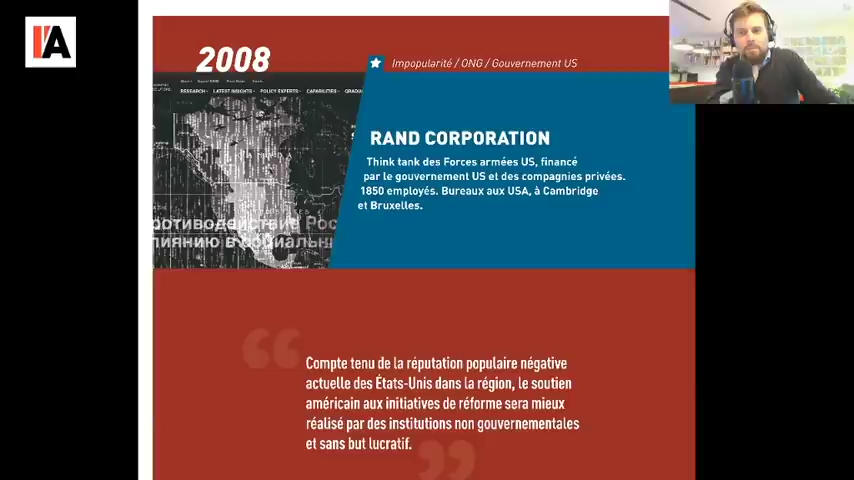 I'A
2008
Impopularité / ONG / Gouvernement US
RESEARCH LATEST INSIGHTS POLICY EXPERTS CAPABILITIES
RAND CORPORATION
Think tank des Forces armées US, financé
par le gouvernement US et des compagnies privées.
1850 employés. Bureaux aux USA, à Cambridge
et Bruxelles.
ротиводействие Рос
лиянию в социальн
Compte tenu de la réputation populaire négative
actuelle des États-Unis dans la région, le soutien
américain aux initiatives de réforme sera mieux
réalisé par des institutions non gouvernementales
et sans but lucratif.